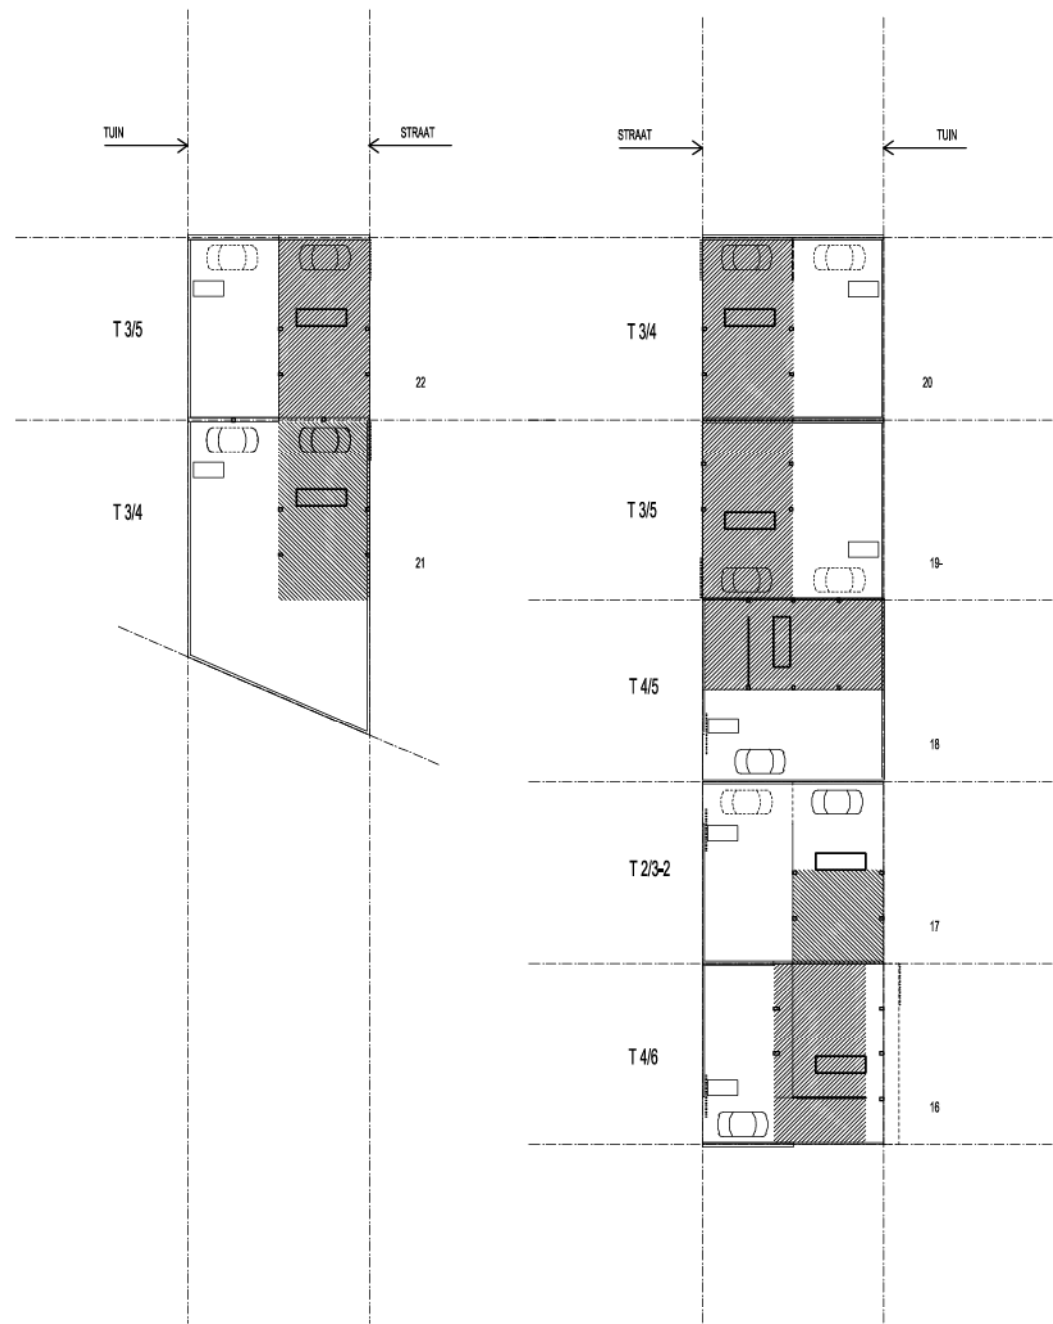 TUIN
STRAAT
T 3/5
22
T 3/4
21
STRAAT
TUIN
T 3/4
20
T 3/5
19-
T 4/5
18
T 2/3-2
17
T 4/6
16